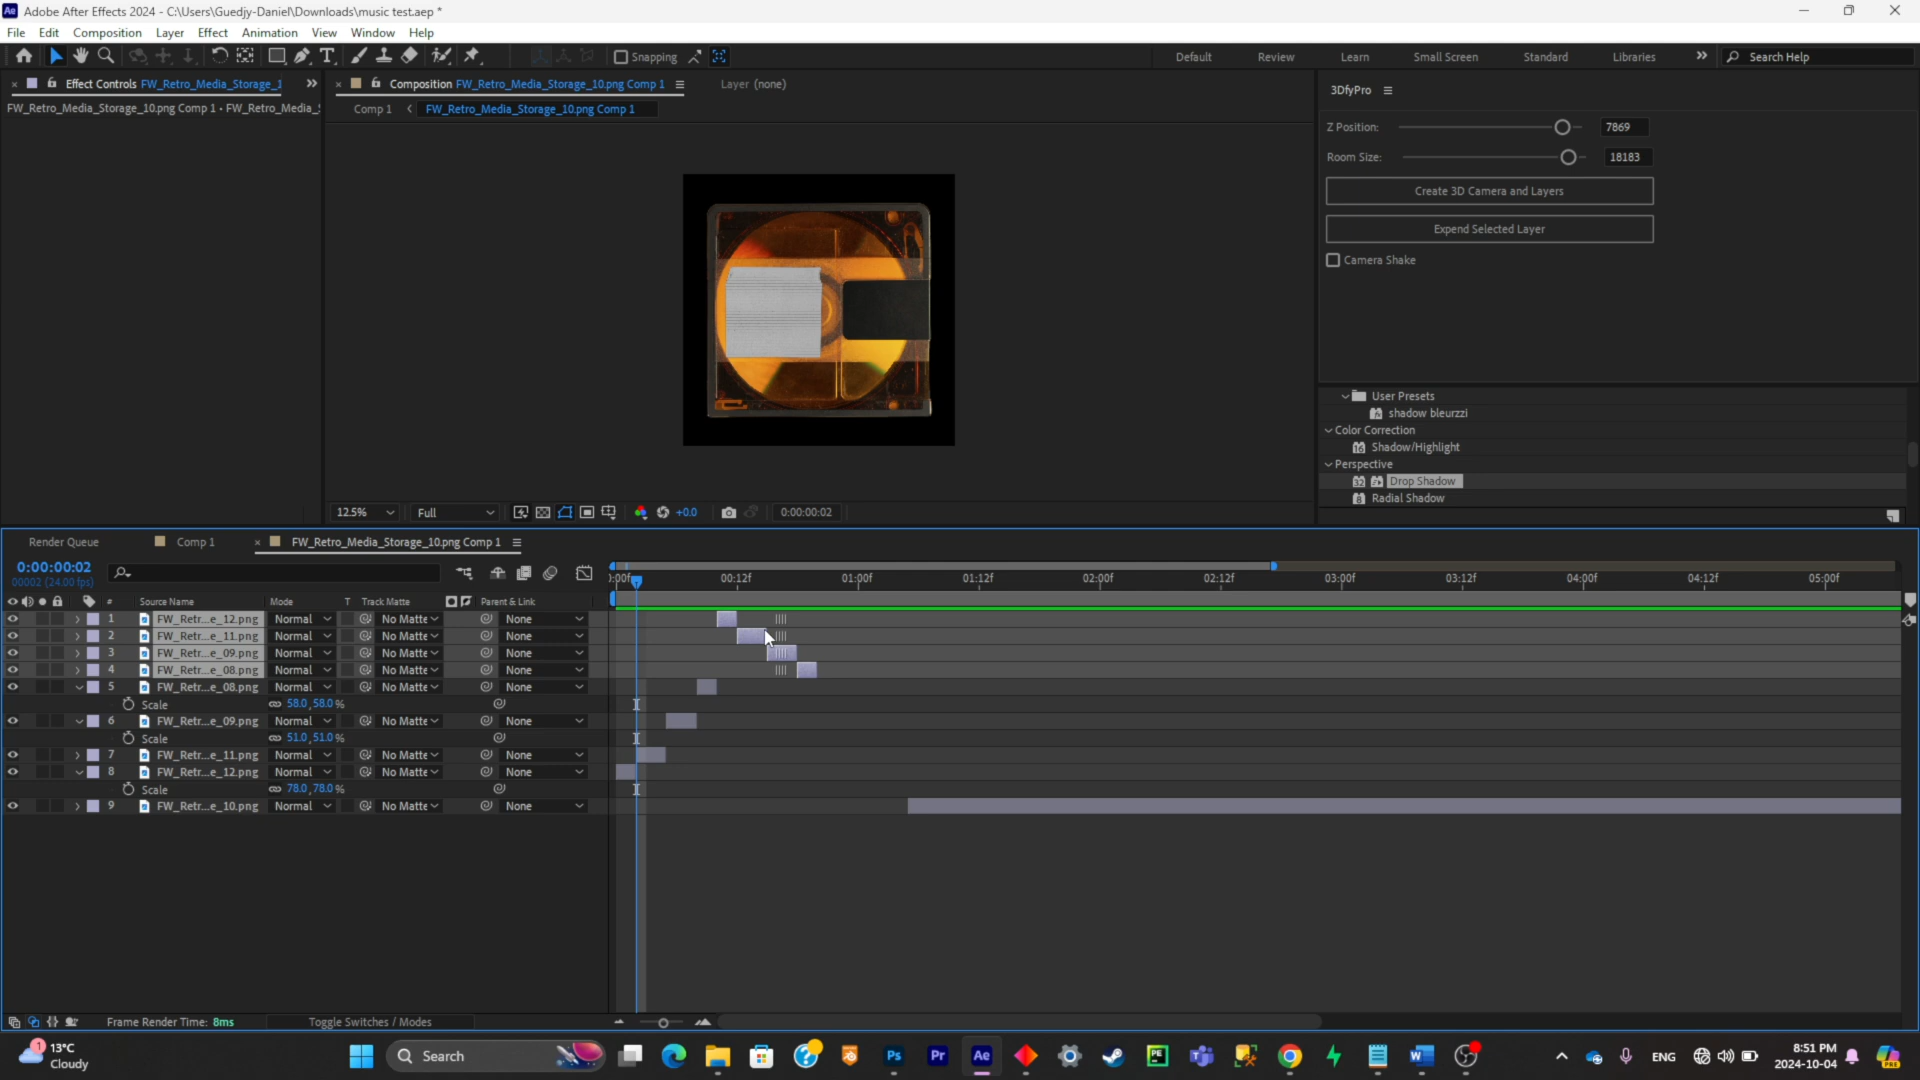 Adobe After Effects 2024 - C:\Users\Guedjy-Daniel\Downloads\music test.aep *
File Edit Composition Layer Effect Animation View Window Help
Snapping Default Review Learn Small Screen Standard Libraries Search Help
Effect Controls FW_Retro_Media_Storage_1 Composition FW_Retro_Media_Storage_10.png Comp 1 Layer (none)
FW_Retro_Media_Storage_10.png Comp 1 • FW_Retro_Media_S Comp 1 FW_Retro_Media_Storage_10.png Comp 1
3DfyPro
Z Position: 7869
Room Size: 18183
Create 3D Camera and Layers
Expend Selected Layer
Camera Shake
User Presets
shadow bleurzzi
Color Correction
Shadow/Highlight
Perspective
Drop Shadow
Radial Shadow
12.5% Full +0.0 0:00:00:02
Render Queue Comp 1 FW_Retro_Media_Storage_10.png Comp 1
0:00:00:02
00002 (24.00 fps)
):00f 00:12f 01:00f 01:12f 02:00f 02:12f 03:00f 03:12f 04:00f 04:12f 05:00f
# Source Name Mode T Track Matte Parent & Link
1 FW_Retr...e_12.png Normal No Matte None
2 FW_Retr...e_11.png Normal No Matte None
3 FW_Retr...e_09.png Normal No Matte None
4 FW_Retr...e_08.png Normal No Matte None
5 FW_Retr...e_08.png Normal No Matte None
Scale 58.0,58.0%
6 FW_Retr...e_09.png Normal No Matte None
Scale 51.0,51.0%
7 FW_Retr...e_11.png Normal No Matte None
8 FW_Retr...e_12.png Normal No Matte None
Scale 78.0,78.0%
9 FW_Retr...e_10.png Normal No Matte None
Frame Render Time: 8ms Toggle Switches / Modes
1 13°C
Cloudy
Search
ENG
8:51 PM
2024-10-04